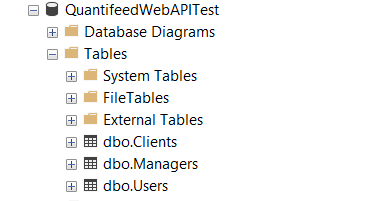 QuantifeedWebAPITest
Database Diagrams
Tables
System Tables
FileTables
External Tables
dbo.Clients
dbo.Managers
dbo.Users